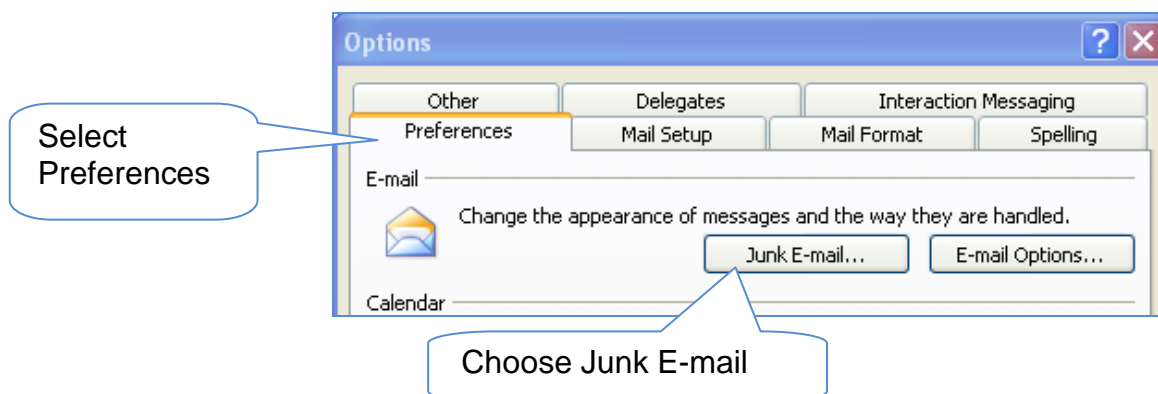 Options
?
Other Delegates Interaction Messaging
Preferences Mail Setup Mail Format Spelling
Select
Preferences
E-mail
Change the appearance of messages and the way they are handled.
Junk E-mail... E-mail Options...
Calendar
Choose Junk E-mail